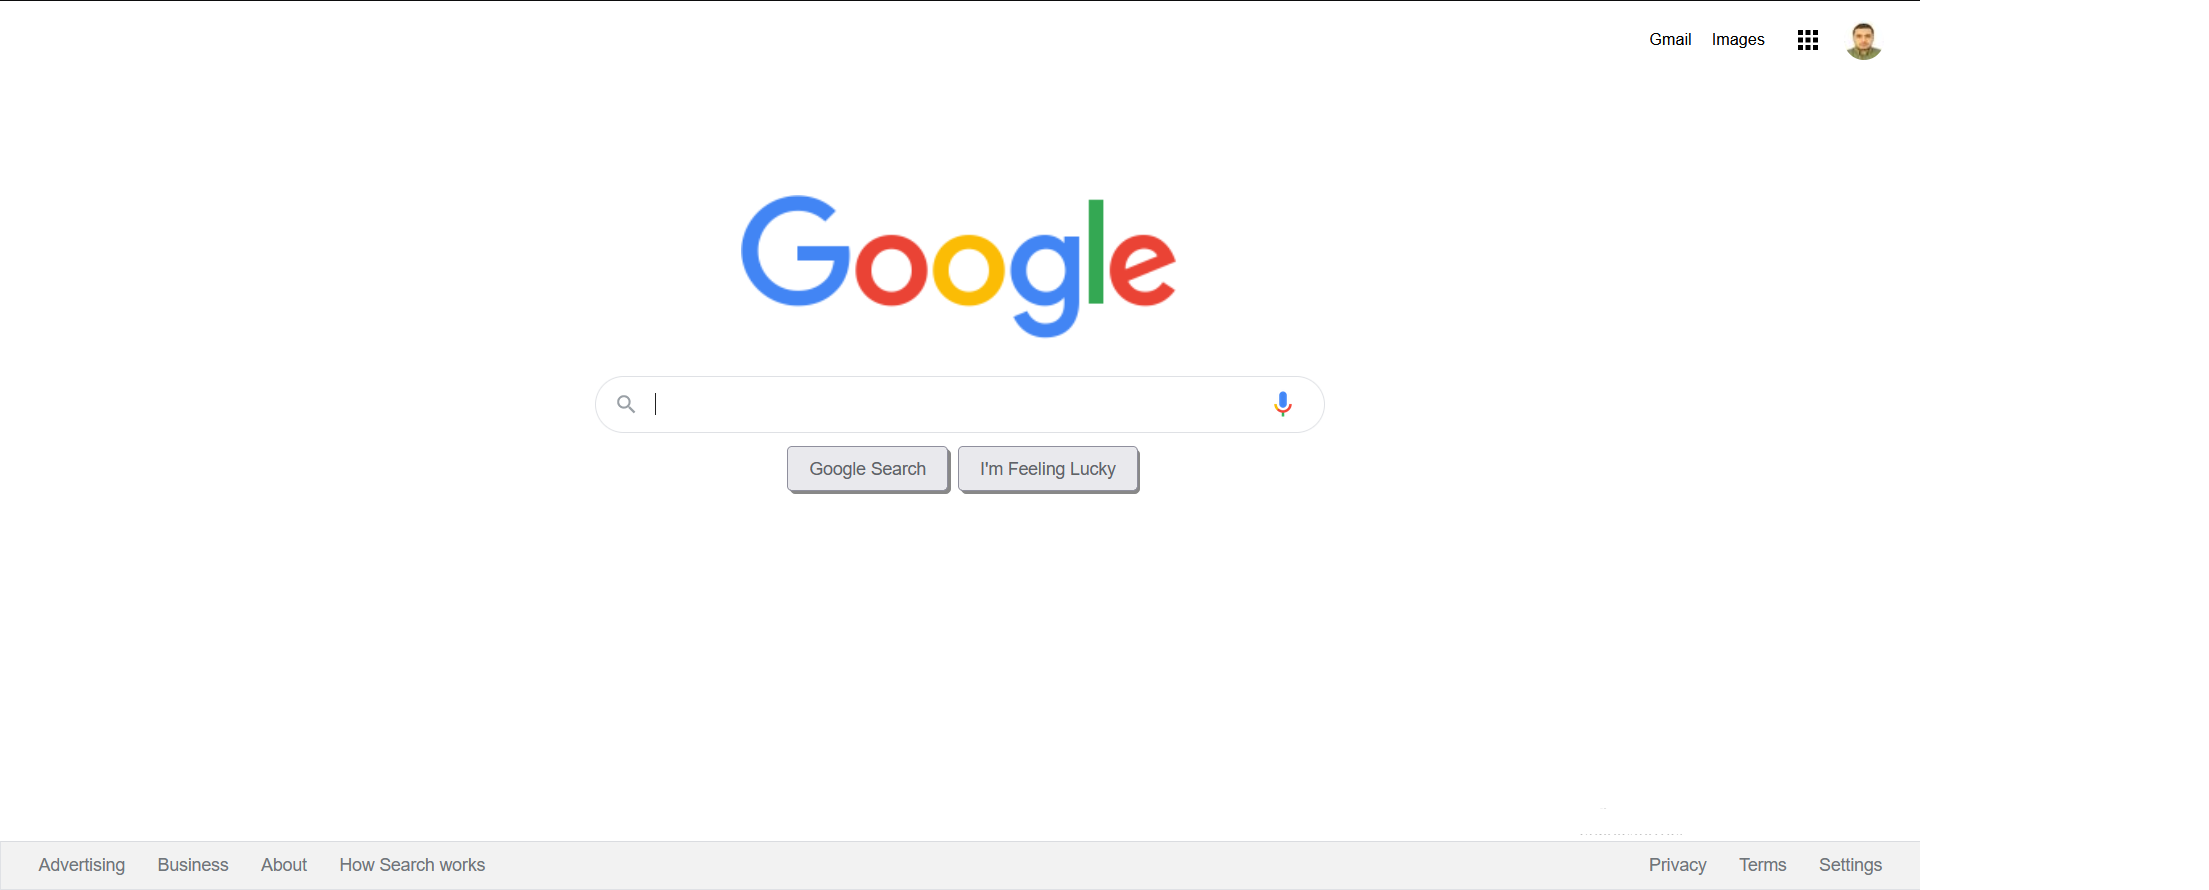 Gmail Images
Google
Google Search I'm Feeling Lucky
Advertising Business About How Search works Privacy Terms Settings